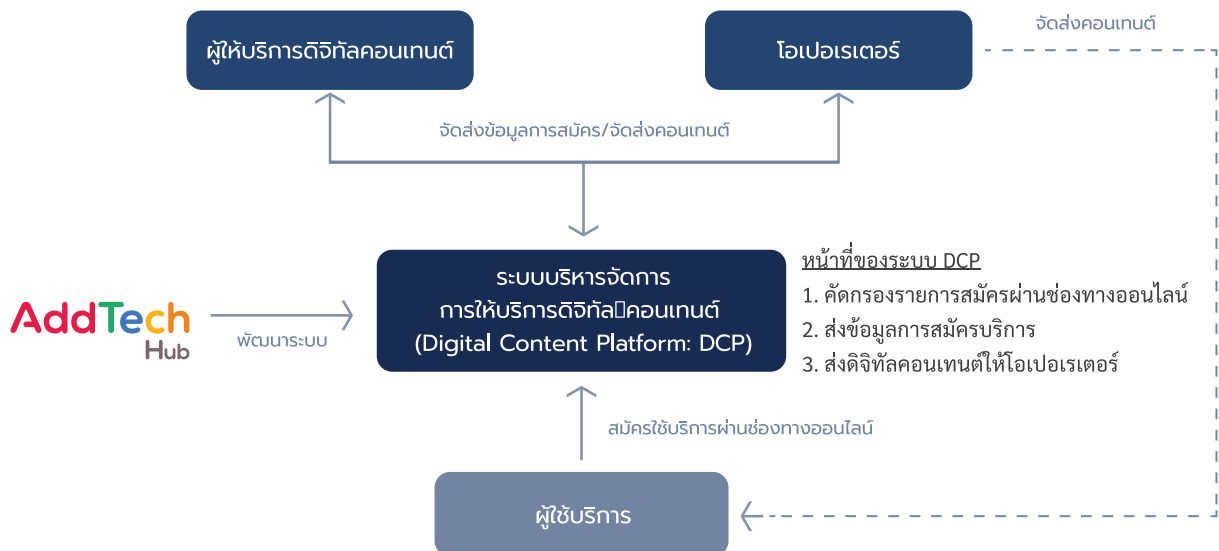 จัดส่งคอนเทนต์
ผู้ให้บริการดิจิทัลคอนเทนต์
โอเปอเรเตอร์
จัดส่งข้อมูลการสมัคร/จัดส่งคอนเทนต์
ระบบบริหารจัดการ
การให้บริการดิจิทัล▯คอนเทนต์
(Digital Content Platform: DCP)
หน้าที่ของระบบ DCP
1. คัดกรองรายการสมัครผ่านช่องทางออนไลน์
2. ส่งข้อมูลการสมัครบริการ
3. ส่งดิจิทัลคอนเทนต์ให้โอเปอเรเตอร์
AddTech
Hub
พัฒนาระบบ
สมัครใช้บริการผ่านช่องทางออนไลน์
ผู้ใช้บริการ